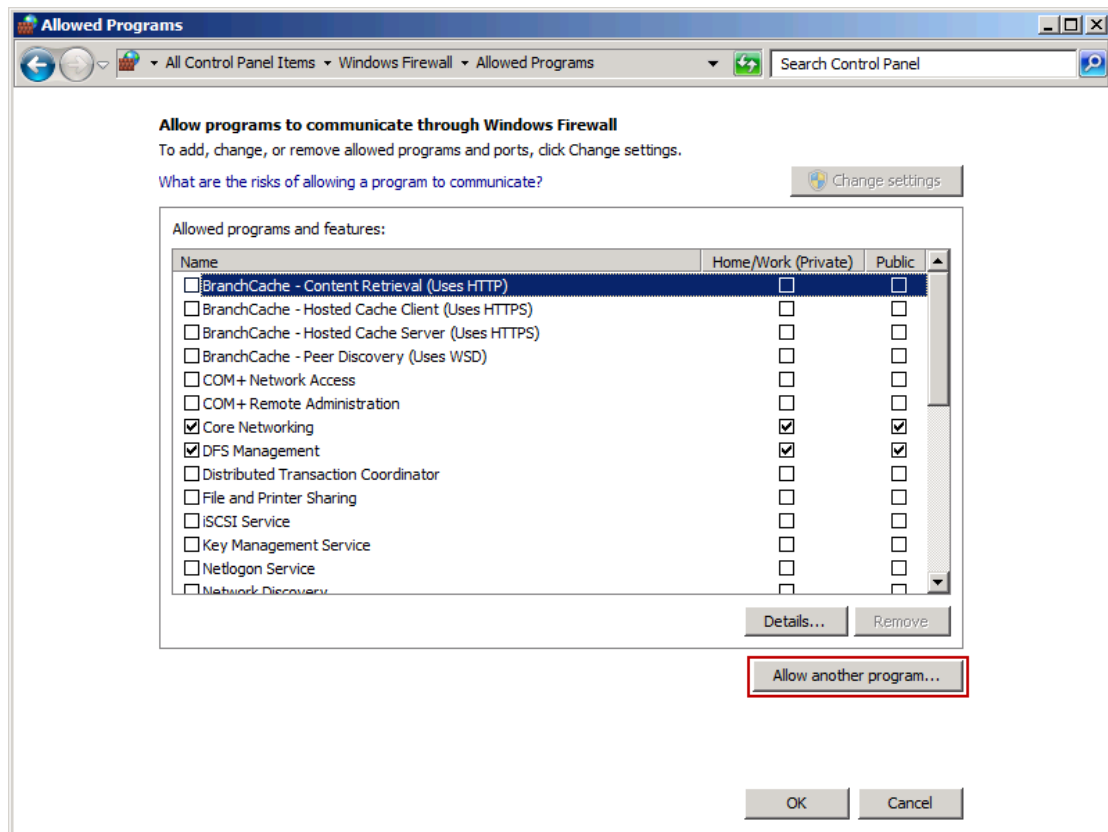 Allowed Programs
All Control Panel Items Windows Firewall Allowed Programs Search Control Panel
Allow programs to communicate through Windows Firewall
To add, change, or remove allowed programs and ports, click Change settings.
What are the risks of allowing a program to communicate? Change settings
Allowed programs and features:
Name Home/Work (Private) Public
BranchCache - Content Retrieval (Uses HTTP)
BranchCache - Hosted Cache Client (Uses HTTPS)
BranchCache - Hosted Cache Server (Uses HTTPS)
BranchCache - Peer Discovery (Uses WSD)
COM+ Network Access
COM+ Remote Administration
Core Networking
DFS Management
Distributed Transaction Coordinator
File and Printer Sharing
iSCSI Service
Key Management Service
Netlogon Service
Network Discovery
Details... Remove
Allow another program...
OK Cancel